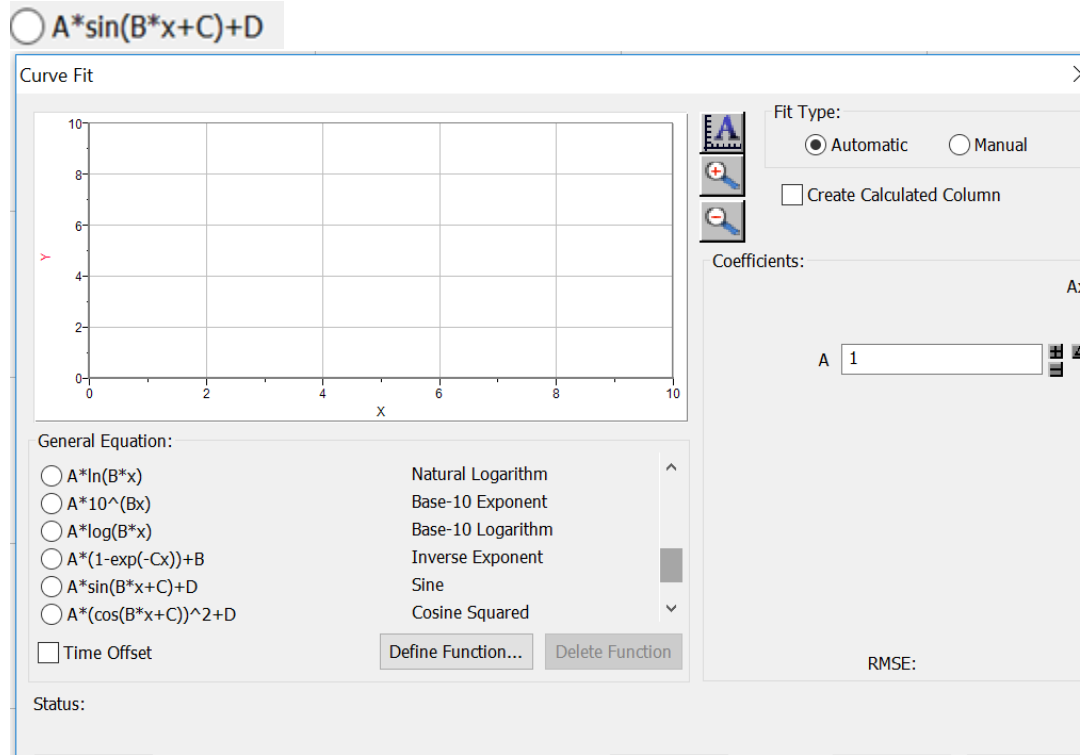 A*sin(B*x+C)+D
Curve Fit
10
8
6
Y
4
2
0
0 2 4 6 8 10
X
A
Fit Type:
Automatic Manual
Create Calculated Column
Coefficients:
A 1
RMSE:
General Equation:
A*ln(B*x) Natural Logarithm
A*10^(Bx) Base-10 Exponent
A*log(B*x) Base-10 Logarithm
A*(1-exp(-Cx))+B Inverse Exponent
A*sin(B*x+C)+D Sine
A*(cos(B*x+C))^2+D Cosine Squared
Time Offset Define Function... Delete Function
Status: